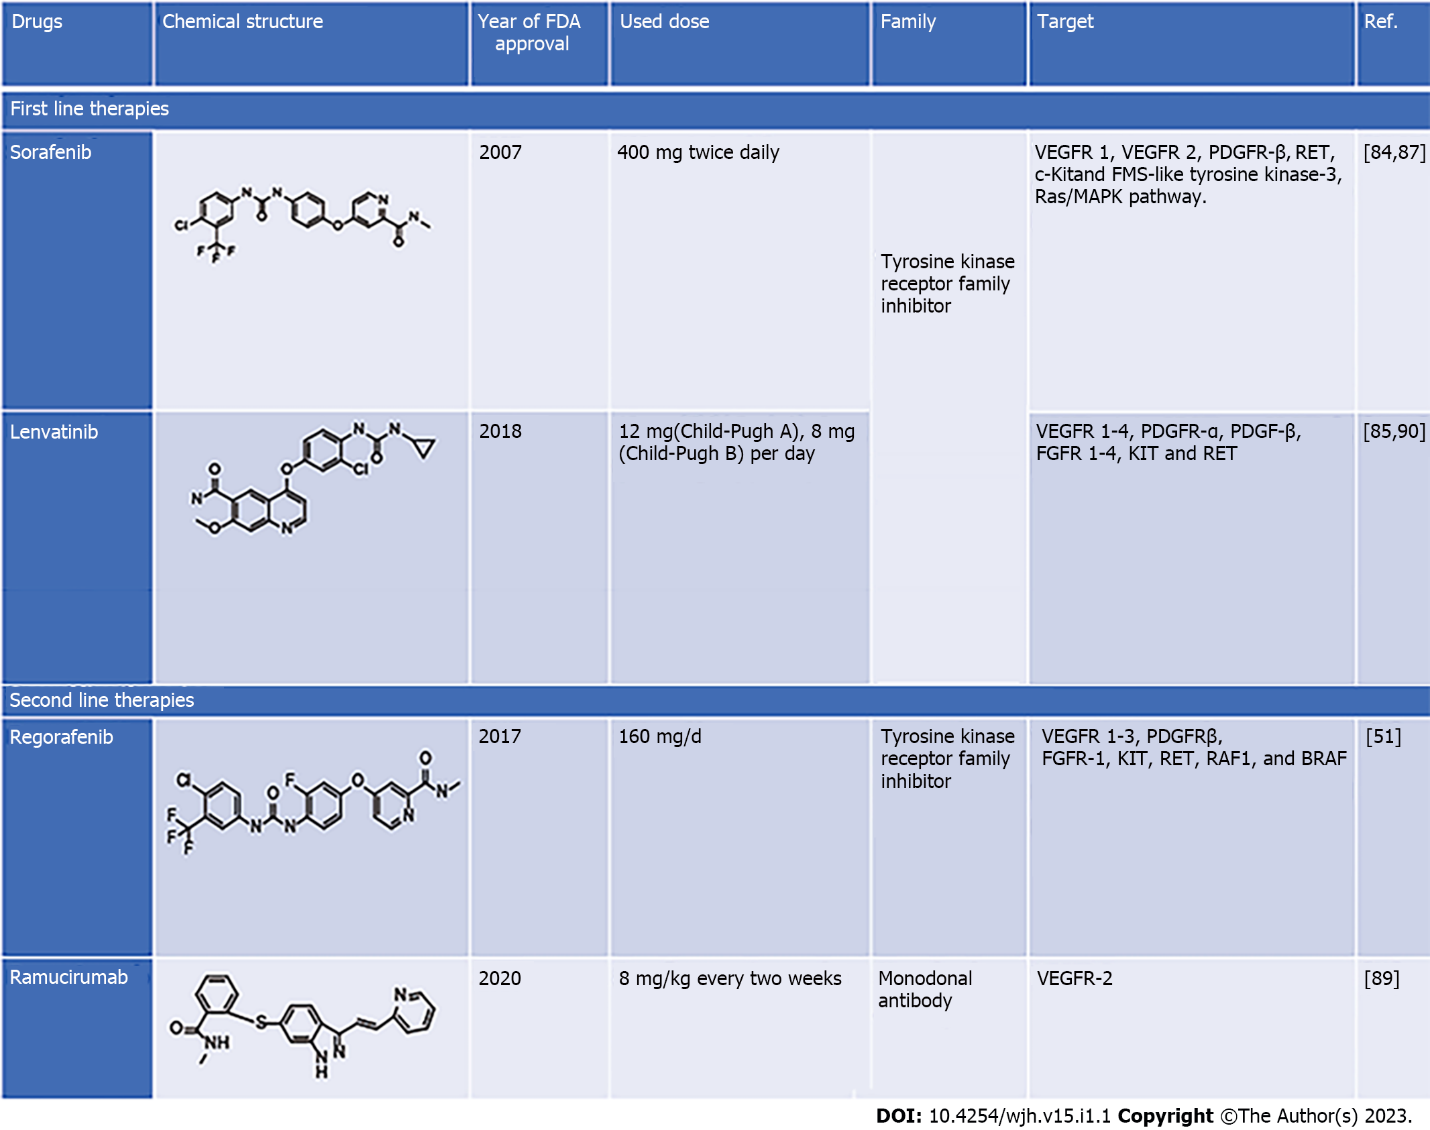 Drugs
Chemical structure
Year of FDA
approval
Used dose
Family
Target
Ref.
First line therapies
Sorafenib
Cl
F
F
F
N
O
N
O
N
O
N
2007
400 mg twice daily
Tyrosine kinase
receptor family
inhibitor
VEGFR 1, VEGFR 2, PDGFR-β, RET,
c-Kitand FMS-like tyrosine kinase-3,
Ras/MAPK pathway.
[84,87]
Lenvatinib
N
O
O
O
N
N
O
N
Cl
2018
12 mg(Child-Pugh A), 8 mg
(Child-Pugh B) per day
VEGFR 1-4, PDGFR-α, PDGF-β,
FGFR 1-4, KIT and RET
[85,90]
Second line therapies
Regorafenib
Cl
F
F
F
N
O
N
F
O
N
O
N
2017
160 mg/d
Tyrosine kinase
receptor family
inhibitor
VEGFR 1-3, PDGFRβ,
FGFR-1, KIT, RET, RAF1, and BRAF
[51]
Ramucirumab
O
NH
S
N
H
N
N
2020
8 mg/kg every two weeks
Monodonal
antibody
VEGFR-2
[89]
DOI: 10.4254/wjh.v15.i1.1 Copyright ©The Author(s) 2023.